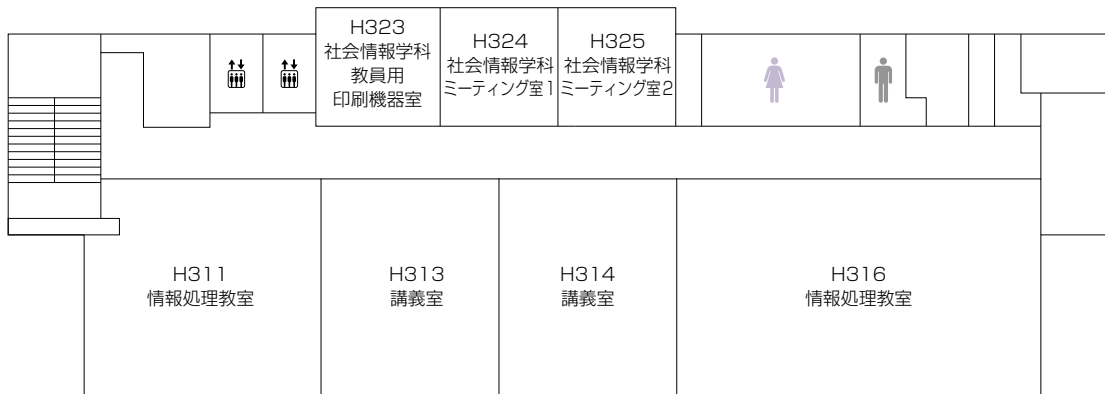 H323
社会情報学科
教員用
印刷機器室
H324
社会情報学科
ミーティング室1
H325
社会情報学科
ミーティング室2
H311
情報処理教室
H313
講義室
H314
講義室
H316
情報処理教室